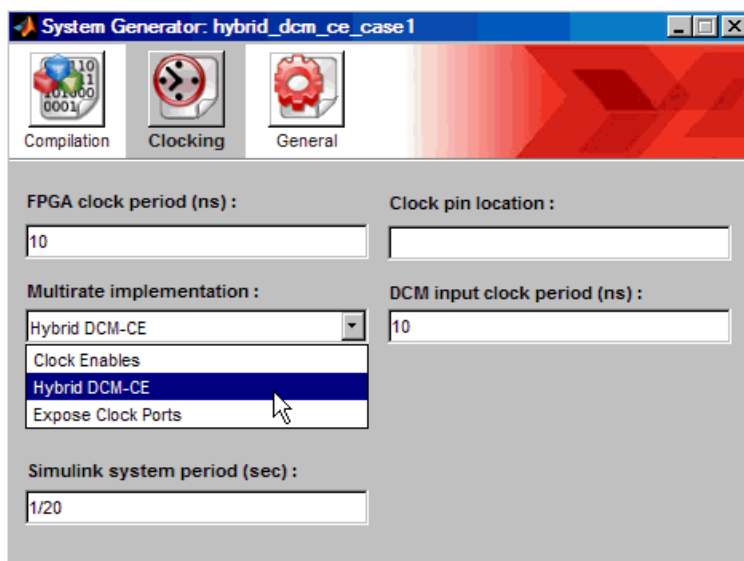 System Generator: hybrid_dcm_ce_case1
Compilation
Clocking
General
FPGA clock period (ns) :
Clock pin location :
10
Multirate implementation :
DCM input clock period (ns) :
Hybrid DCM-CE
10
Clock Enables
Hybrid DCM-CE
Expose Clock Ports
Simulink system period (sec) :
1/20